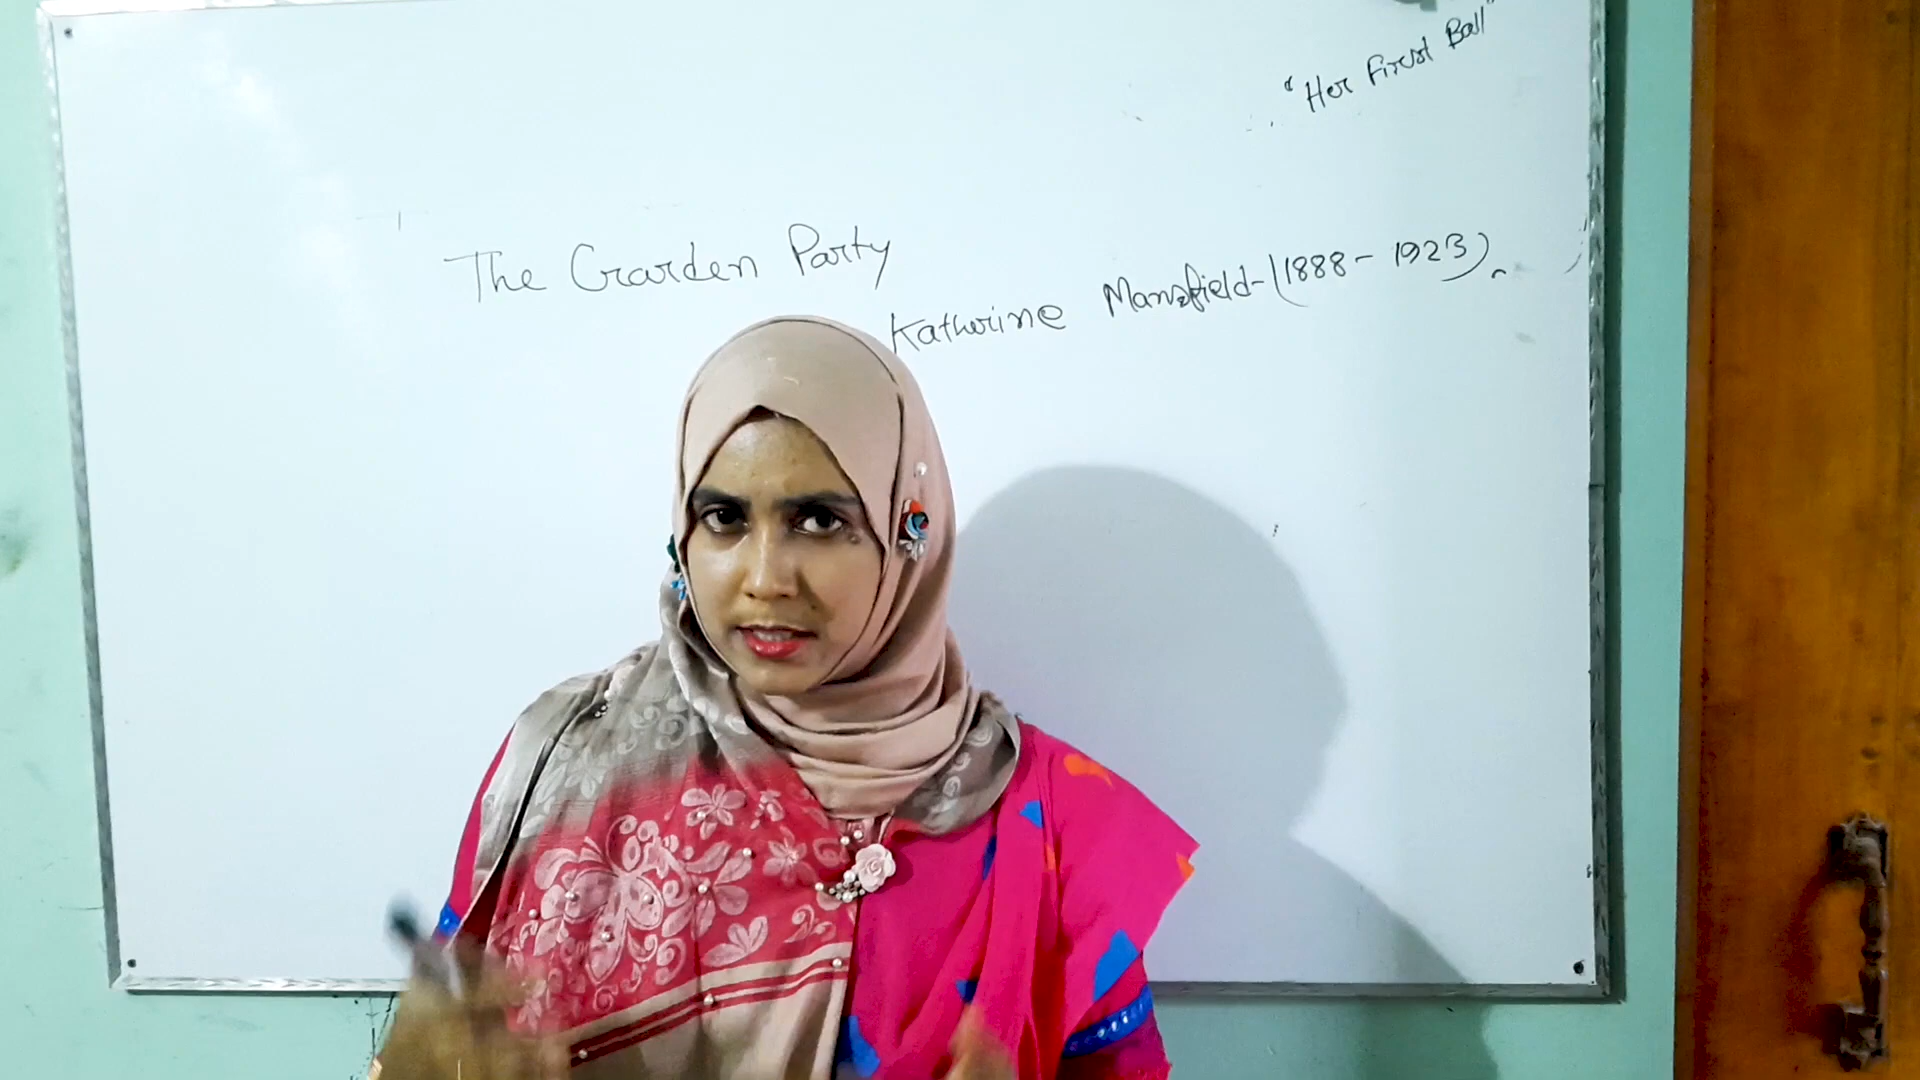 "Her First Ball"
The Garden Party
Katherine Mansfield-(1888-1923).